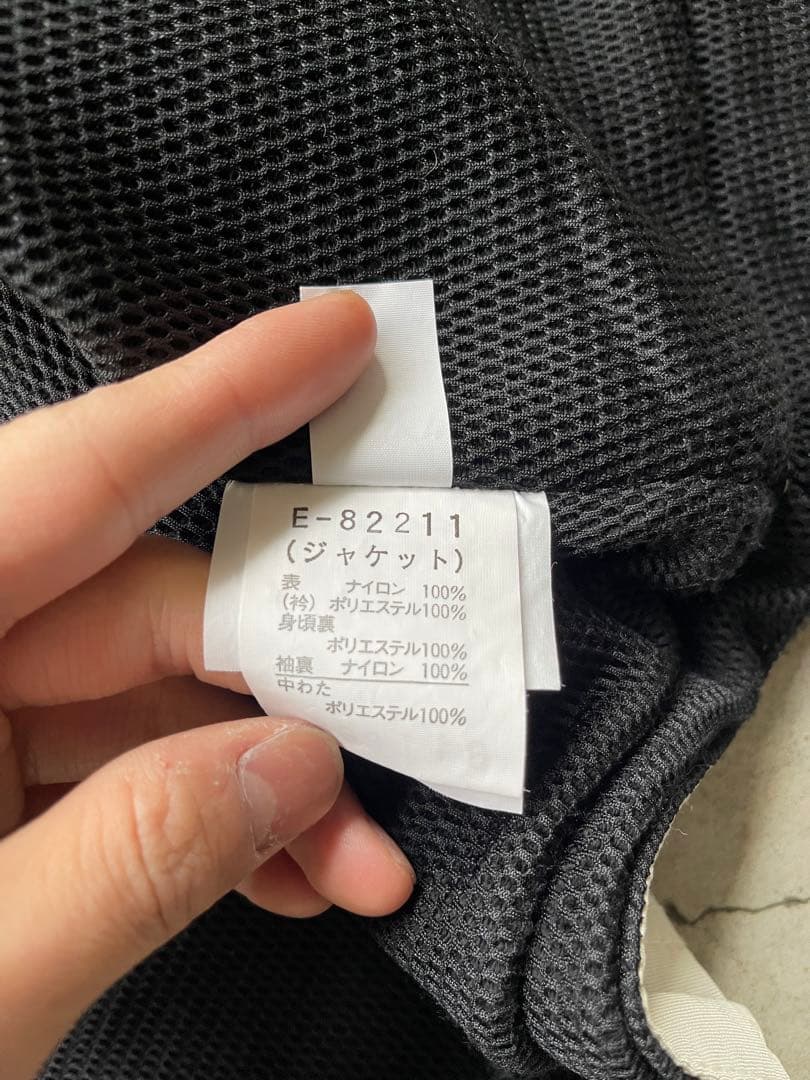 E-82211
(ジャケット)
表 ナイロン 100%
(衿) ポリエステル100%
身頃裏
ポリエステル100%
袖裏 ナイロン 100%
中わた
ポリエステル100%